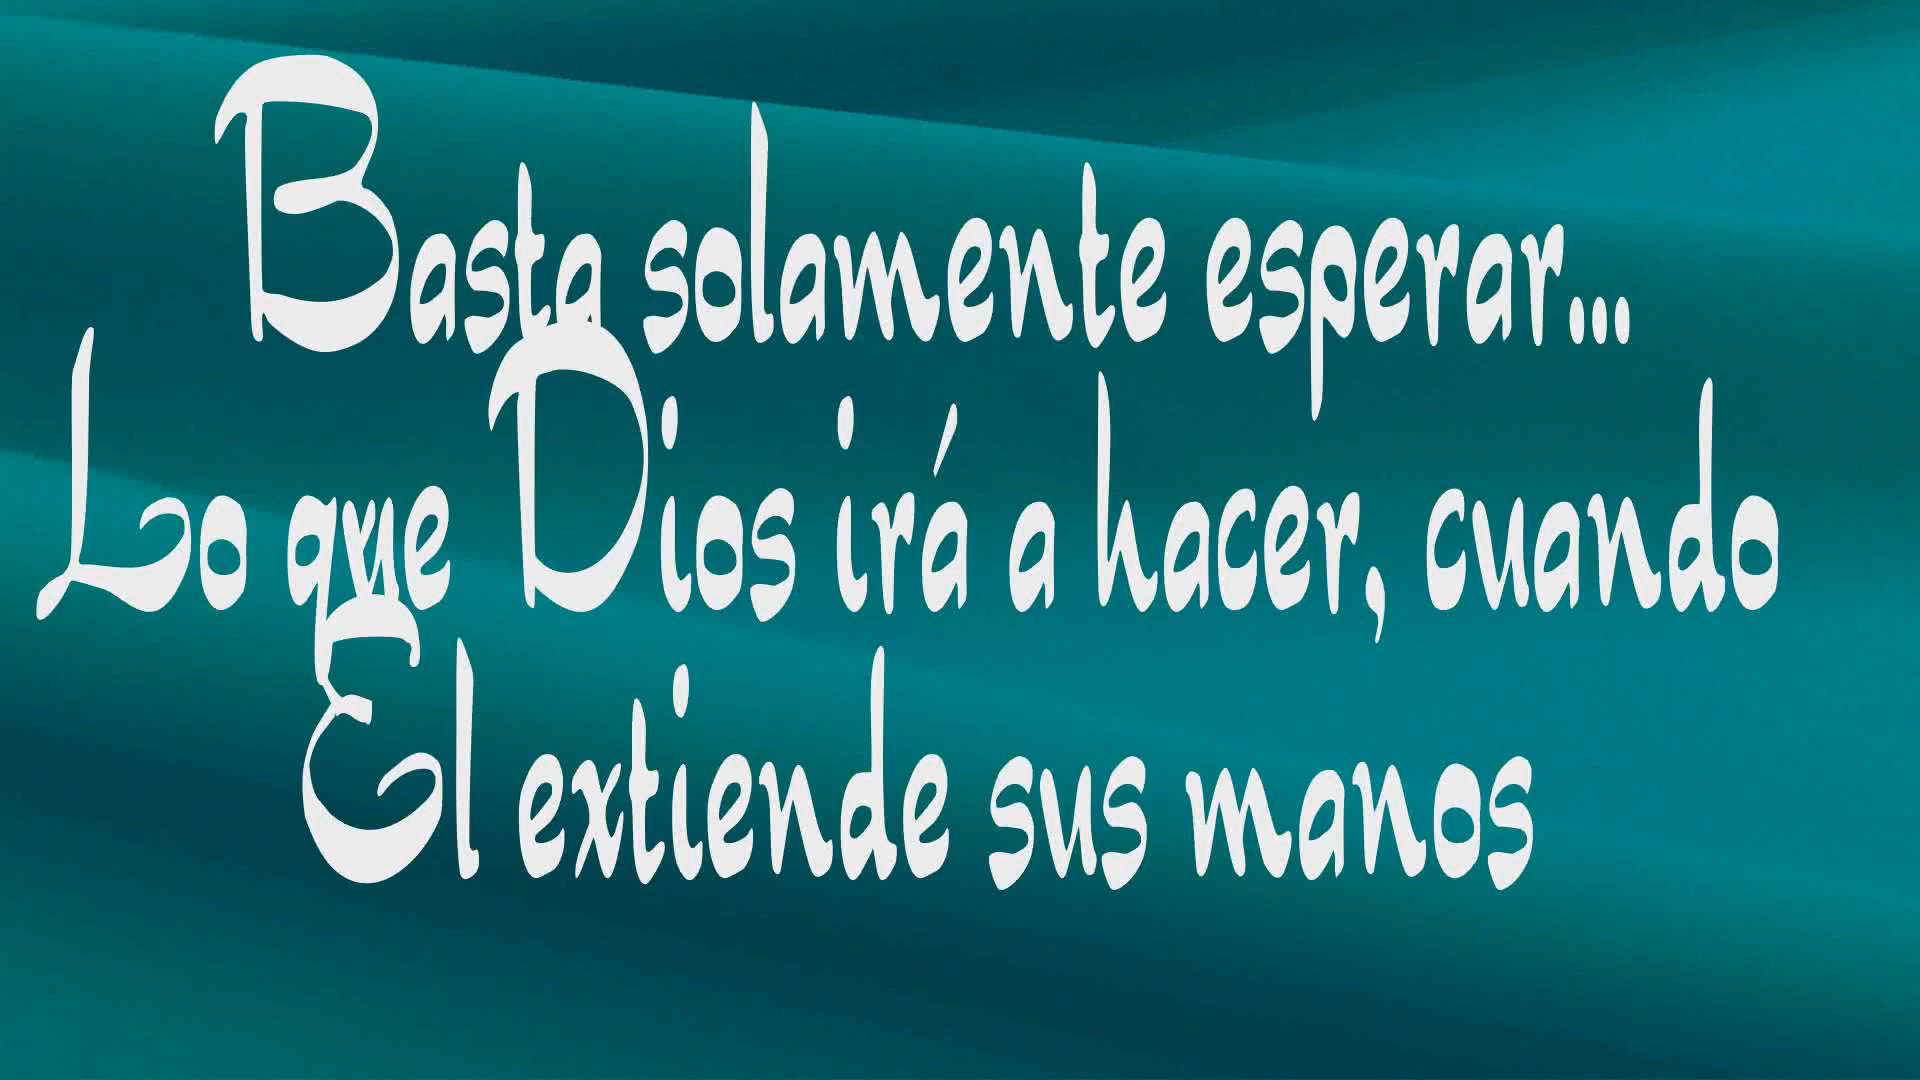 Basta solamente esperar...
Lo que Dios irá a hacer, cuando
El extiende sus manos